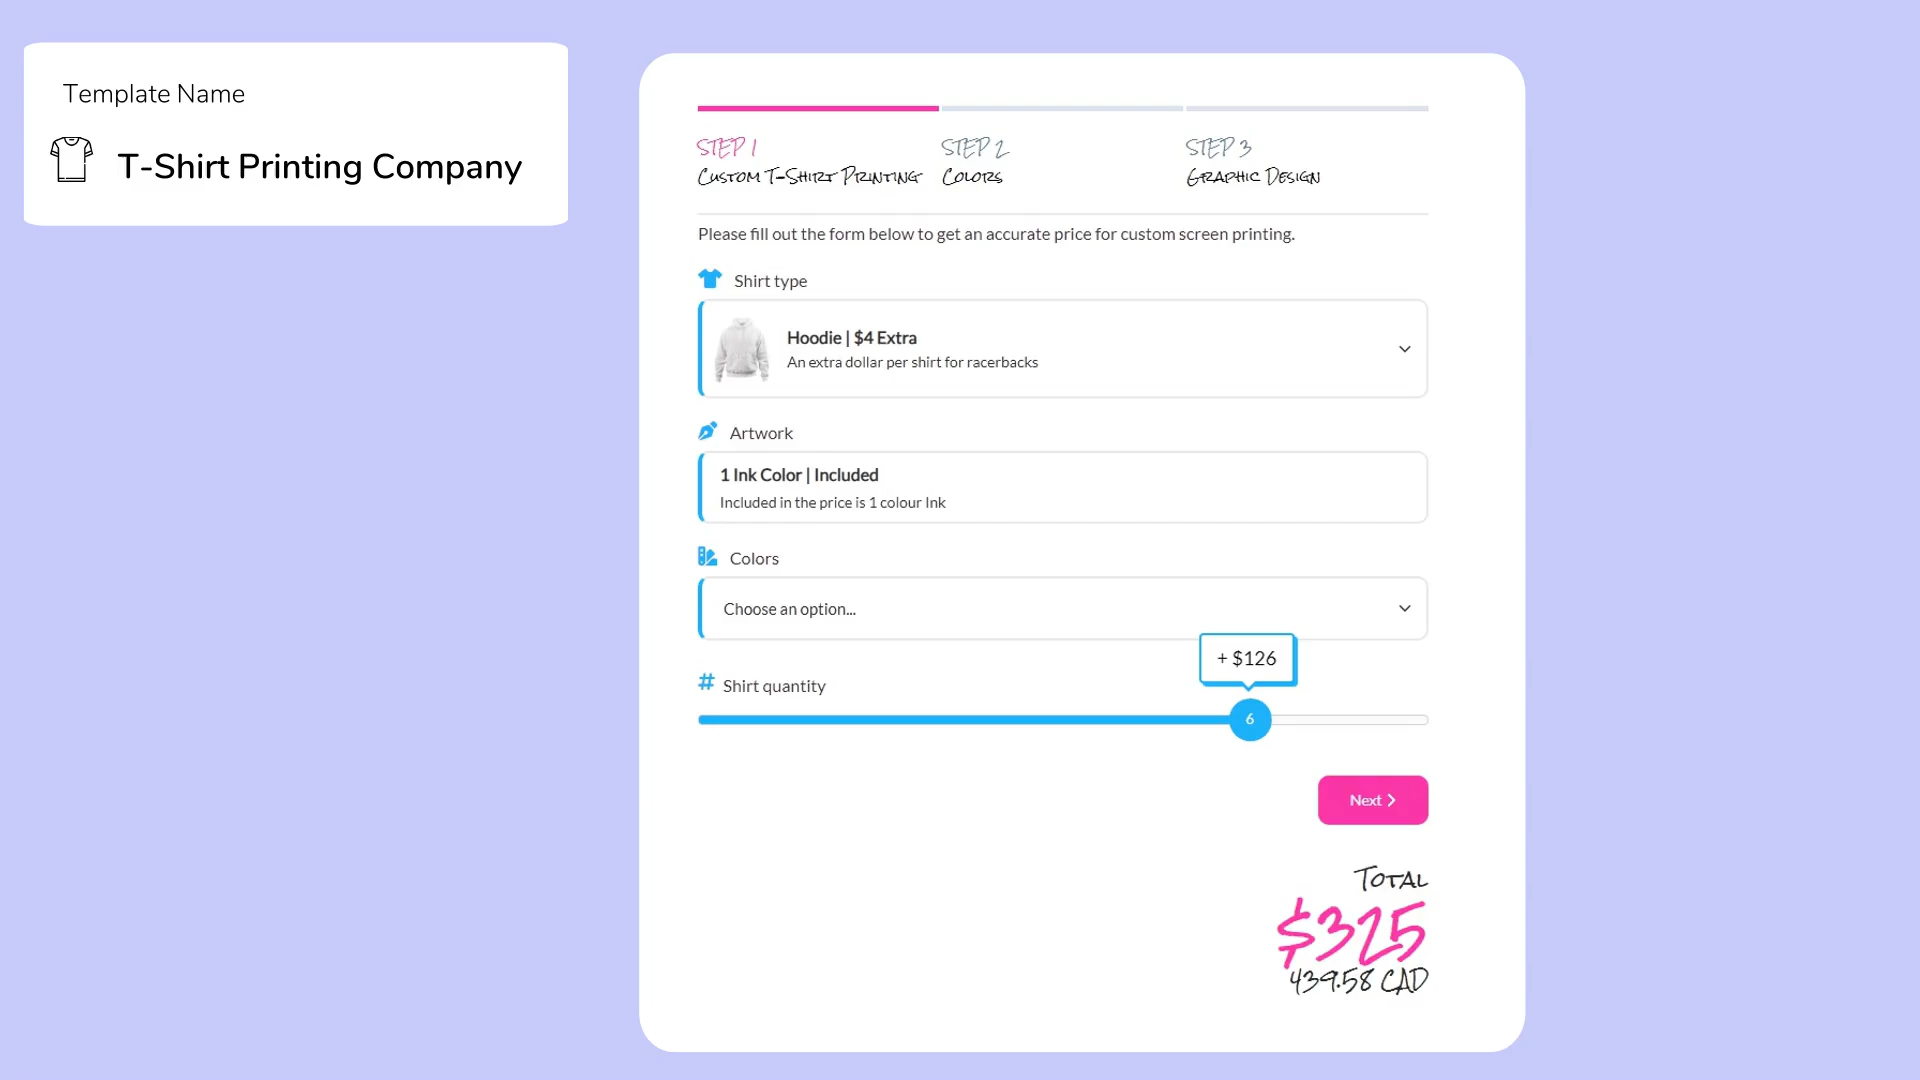 Template Name
T-Shirt Printing Company
STEP 1
Custom T-Shirt Printing
STEP 2
Colors
STEP 3
Graphic Design
Please fill out the form below to get an accurate price for custom screen printing.
Shirt type
Hoodie | $4 Extra
An extra dollar per shirt for racerbacks
Artwork
1 Ink Color | Included
Included in the price is 1 colour Ink
Colors
Choose an option...
+ $126
# Shirt quantity
6
Next
Total
$325
439.58 CAD